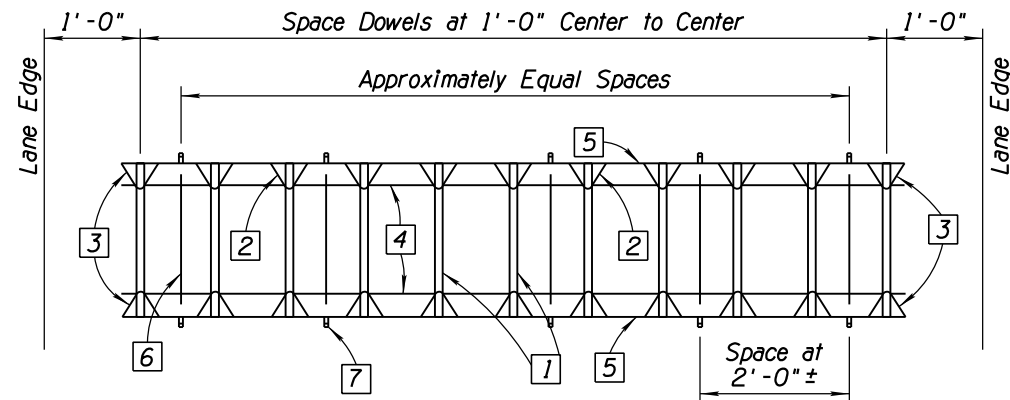 1'-0"
Space Dowels at 1'-0" Center to Center
1'-0"
Lane Edge
Approximately Equal Spaces
Lane Edge
5
3
2
4
2
3
6
7
1
5
Space at
2'-0" ±